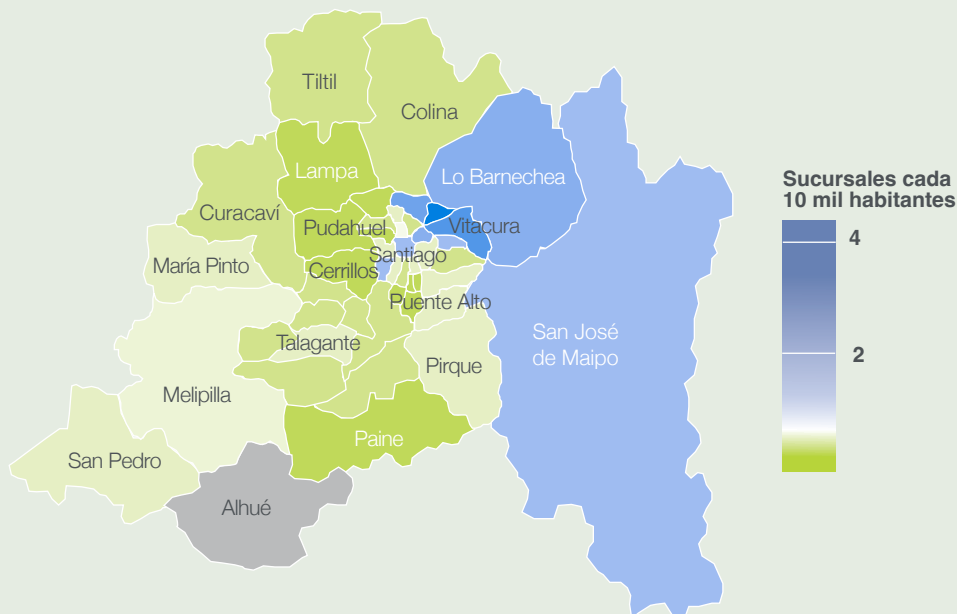 Tiltil
Colina
Lampa
Lo Barnechea
Curacaví
Pudahuel
Vitacura
Santiago
María Pinto
Cerrillos
Puente Alto
San José
de Maipo
Talagante
Pirque
Melipilla
Paine
San Pedro
Alhué
Sucursales cada
10 mil habitantes
4
2